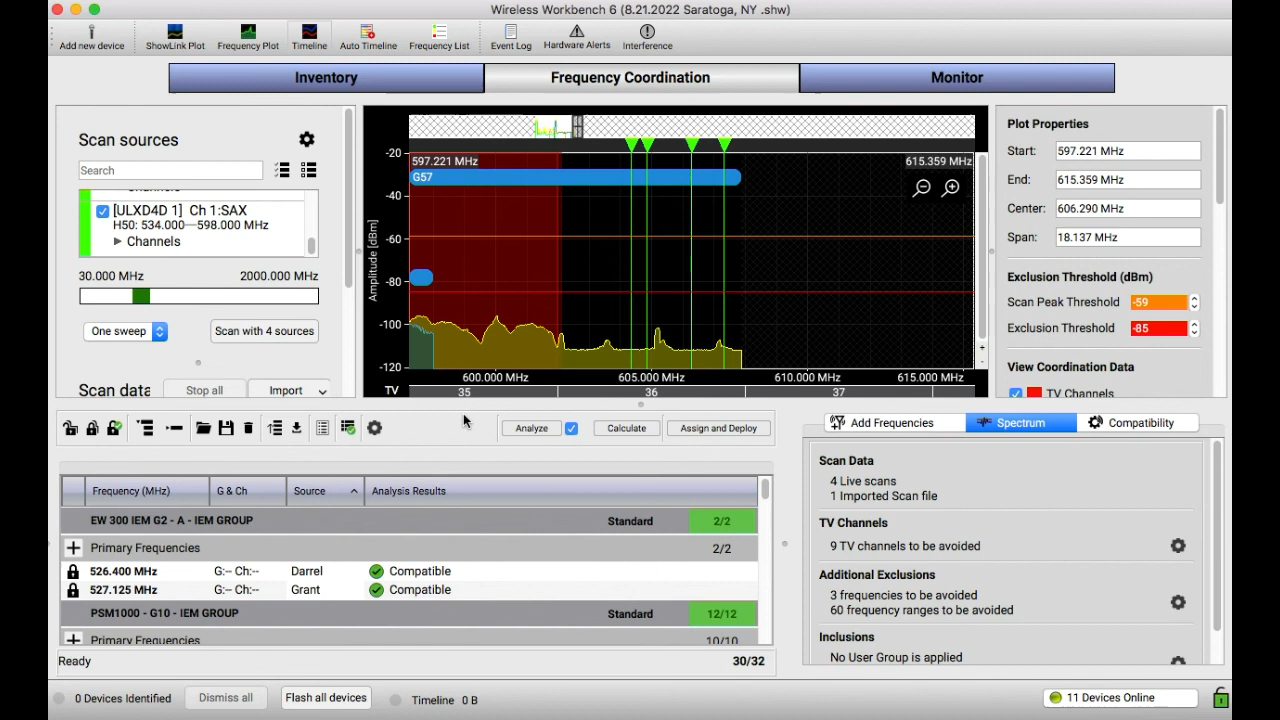 Wireless Workbench 6 (8.21.2022 Saratoga, NY .shw)
Add new device
ShowLink Plot
Frequency Plot
Timeline
Auto Timeline
Frequency List
Event Log
Hardware Alerts
Interference
Inventory
Frequency Coordination
Monitor
Scan sources
Search
[ULXD4D 1] Ch 1:SAX
H50: 534.000—598.000 MHz
Channels
30.000 MHz 2000.000 MHz
One sweep
Scan with 4 sources
Scan data
Stop all
Import
Amplitude [dBm]
-20
-40
-60
-80
-100
-120
597.221 MHz 615.359 MHz
G57
600.000 MHz 605.000 MHz 610.000 MHz 615.000 MHz
TV 35 36 37
Plot Properties
Start: 597.221 MHz
End: 615.359 MHz
Center: 606.290 MHz
Span: 18.137 MHz
Exclusion Threshold (dBm)
Scan Peak Threshold -59
Exclusion Threshold -85
View Coordination Data
TV Channels
Analyze
Calculate
Assign and Deploy
Frequency (MHz) G & Ch Source Analysis Results
EW 300 IEM G2 - A - IEM GROUP Standard 2/2
Primary Frequencies 2/2
526.400 MHz G:-- Ch:-- Darrel Compatible
527.125 MHz G:-- Ch:-- Grant Compatible
PSM1000 - G10 - IEM GROUP Standard 12/12
Primary Frequencies 10/10
Ready 30/32
Add Frequencies
Spectrum
Compatibility
Scan Data
4 Live scans
1 Imported Scan file
TV Channels
9 TV channels to be avoided
Additional Exclusions
3 frequencies to be avoided
60 frequency ranges to be avoided
Inclusions
No User Group is applied
0 Devices Identified
Dismiss all
Flash all devices
Timeline 0 B
11 Devices Online